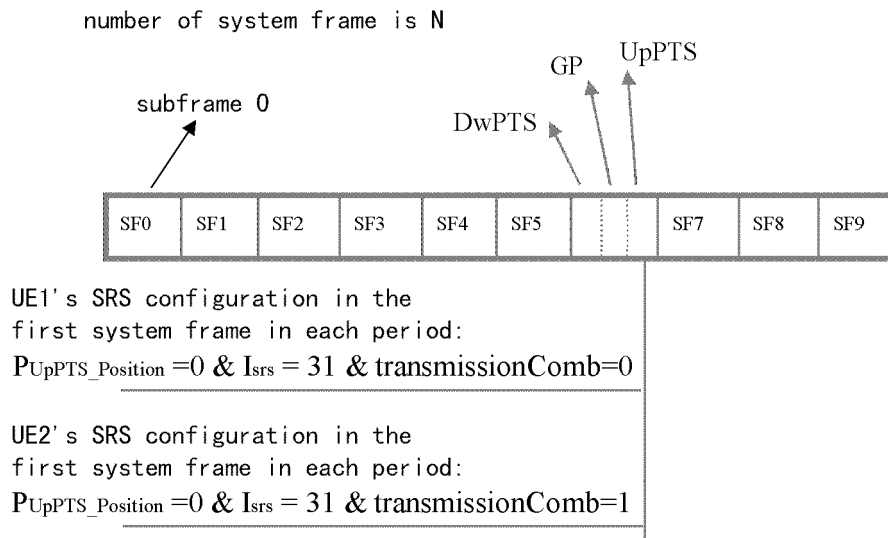 number of system frame is N
UpPTS
GP
subframe 0
DwPTS
SF0 SF1 SF2 SF3 SF4 SF5 SF7 SF8 SF9
UE1's SRS configuration in the
first system frame in each period:
PUpPTS_Position =0 & Isrs = 31 & transmissionComb=0
UE2's SRS configuration in the
first system frame in each period:
PUpPTS_Position =0 & Isrs = 31 & transmissionComb=1